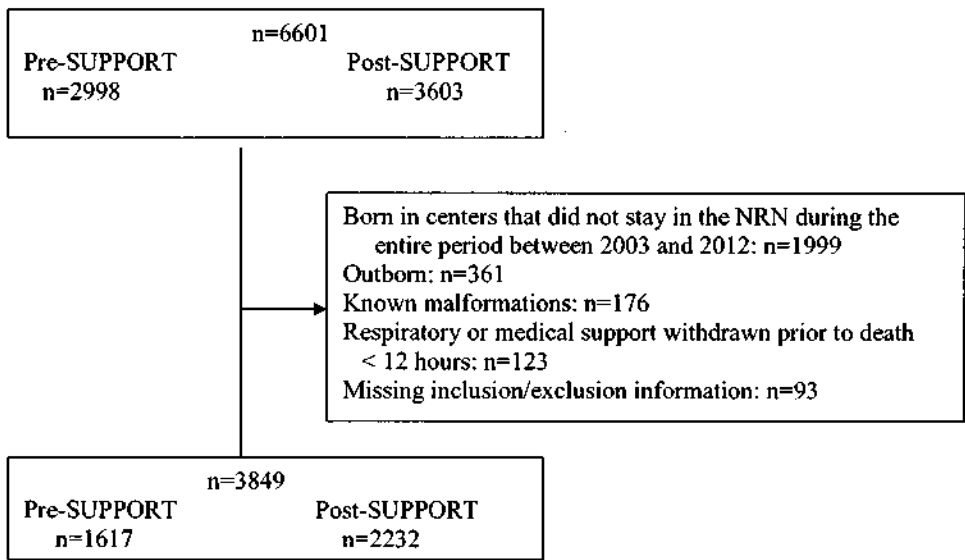 n=6601
Pre-SUPPORT Post-SUPPORT
n=2998 n=3603
Born in centers that did not stay in the NRN during the
entire period between 2003 and 2012: n=1999
Outborn: n=361
Known malformations: n=176
Respiratory or medical support withdrawn prior to death
< 12 hours: n=123
Missing inclusion/exclusion information: n=93
n=3849
Pre-SUPPORT Post-SUPPORT
n=1617 n=2232